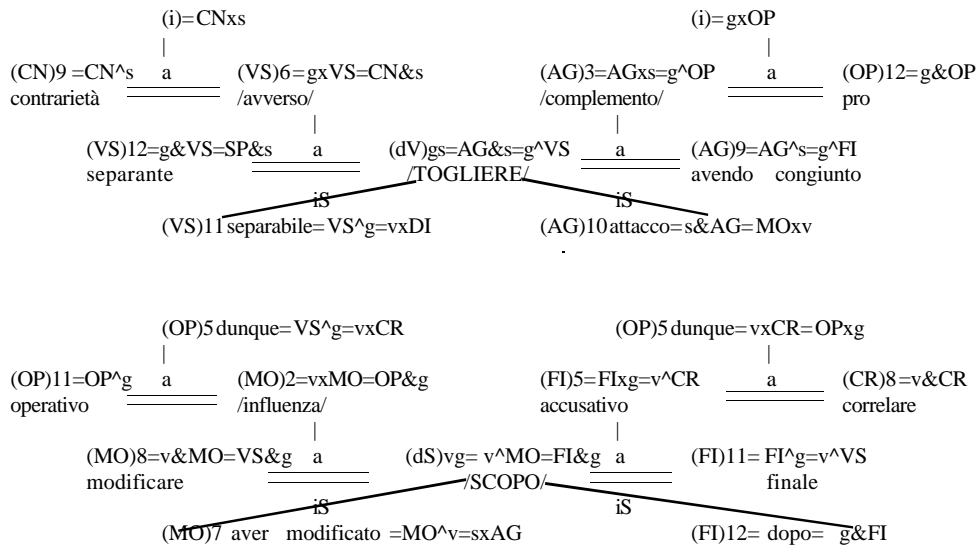 (i)=CNxs (i)=gxOP
| |
(CN)9 =CN^s a (VS)6=gxVS=CN&s (AG)3=AGxs=g^OP a (OP)12=g&OP
contrarietà /avverso/ /complemento/ pro
| |
(VS)12=g&VS=SP&s a (dV)gs=AG&s=g^VS a (AG)9=AG^s=g^FI
separante /TOGLIERE/ avendo congiunto
iS iS
(VS)11 separabile=VS^g=vxDI (AG)10 attacco=s&AG=MOxv
(OP)5 dunque=VS^g=vxCR (OP)5 dunque=vxCR=OPxg
| |
(OP)11=OP^g a (MO)2=vxMO=OP&g (FI)5=FIxg=v^CR a (CR)8=v&CR
operativo /influenza/ accusativo correlare
| |
(MO)8=v&MO=VS&g a (dS)vg= v^MO=FI&g a (FI)11= FI^g=v^VS
modificare /SCOPO/ finale
iS iS
(MO)7 aver modificato =MO^v=sxAG (FI)12= dopo= g&FI